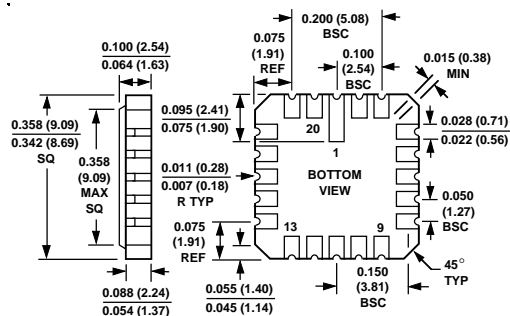 0.200 (5.08)
BSC
0.075
(1.91)
REF
0.100
(2.54)
BSC
0.015 (0.38)
MIN
0.100 (2.54)
0.064 (1.63)
0.358 (9.09)
0.342 (8.69)
SQ
0.358
(9.09)
MAX
SQ
0.095 (2.41)
0.075 (1.90)
0.011 (0.28)
0.007 (0.18)
R TYP
0.075
(1.91)
REF
20
1
BOTTOM
VIEW
13
9
0.028 (0.71)
0.022 (0.56)
0.050
(1.27)
BSC
45°
TYP
0.088 (2.24)
0.054 (1.37)
0.055 (1.40)
0.045 (1.14)
0.150
(3.81)
BSC